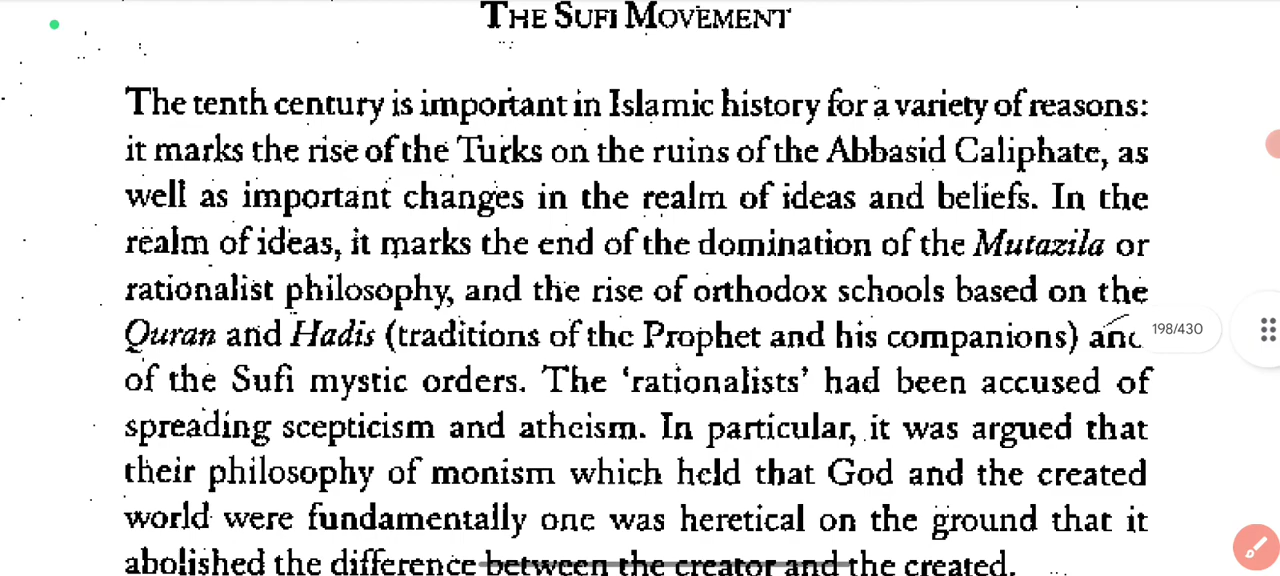 THE SUFI MOVEMENT
The tenth century is important in Islamic history for a variety of reasons:
it marks the rise of the Turks on the ruins of the Abbasid Caliphate, as
well as important changes in the realm of ideas and beliefs. In the
realm of ideas, it marks the end of the domination of the Mutazila or
rationalist philosophy, and the rise of orthodox schools based on the
Quran and Hadis (traditions of the Prophet and his companions) and
198/430
of the Sufi mystic orders. The ‘rationalists’ had been accused of
spreading scepticism and atheism. In particular, it was argued that
their philosophy of monism which held that God and the created
world were fundamentally one was heretical on the ground that it
abolished the difference between the creator and the created.